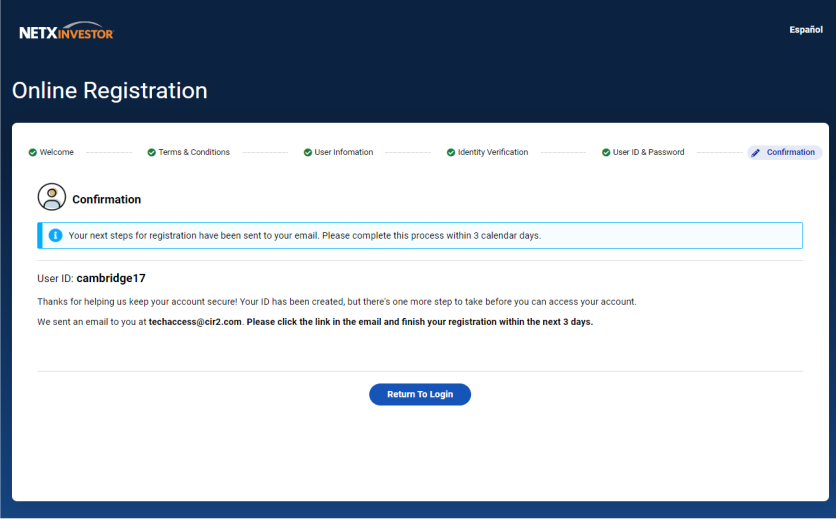 NETXINVESTOR
Español
Online Registration
Welcome
Terms & Conditions
User Infomation
Identity Verification
User ID & Password
Confirmation
Confirmation
Your next steps for registration have been sent to your email. Please complete this process within 3 calendar days.
User ID: cambridge17
Thanks for helping us keep your account secure! Your ID has been created, but there's one more step to take before you can access your account.
We sent an email to you at techaccess@cir2.com. Please click the link in the email and finish your registration within the next 3 days.
Return To Login